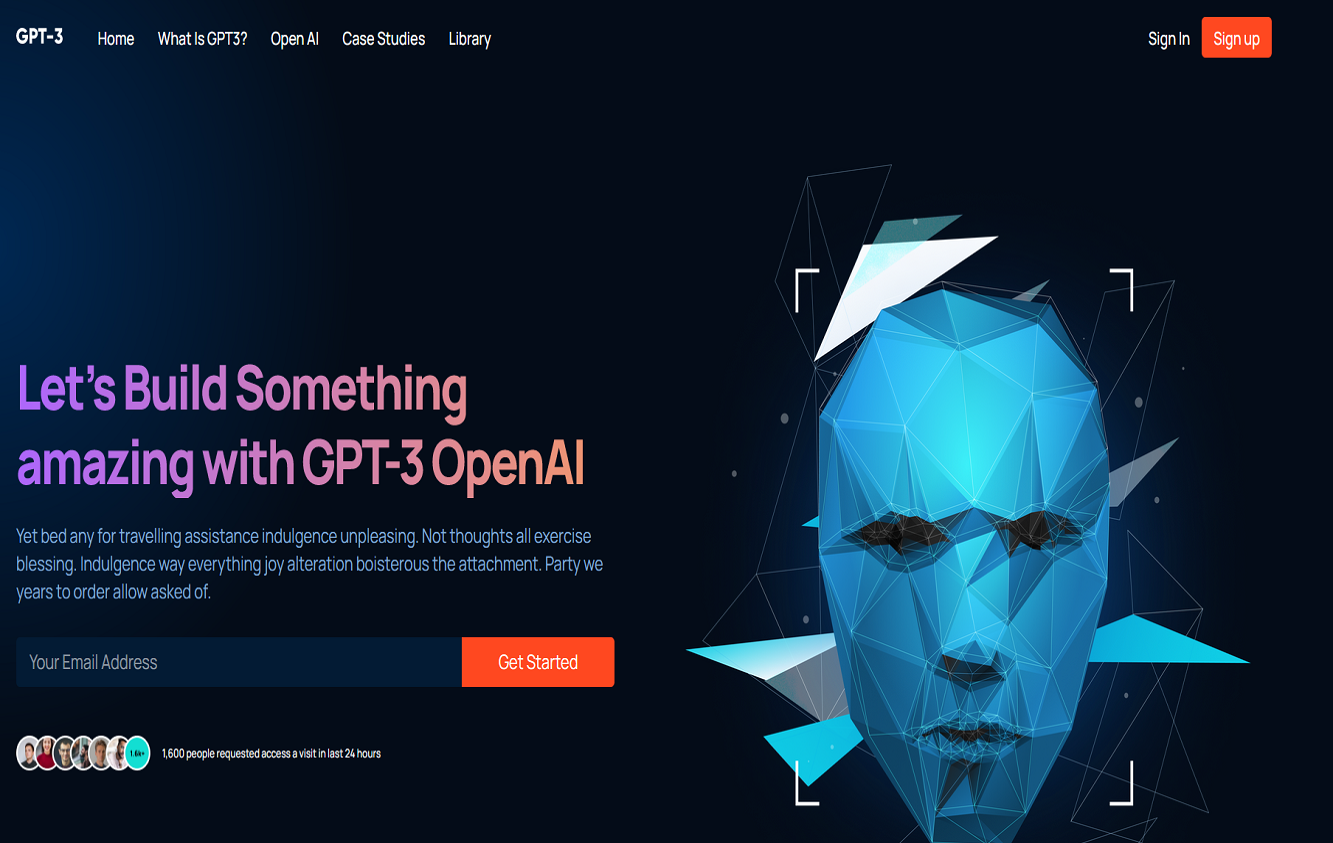 GPT-3
Home
What Is GPT3?
Open AI
Case Studies
Library
Sign In
Sign up
Let’s Build Something
amazing with GPT-3 OpenAI
Yet bed any for travelling assistance indulgence unpleasing. Not thoughts all exercise
blessing. Indulgence way everything joy alteration boisterous the attachment. Party we
years to order allow asked of.
Your Email Address
Get Started
1.6k+
1,600 people requested access a visit in last 24 hours